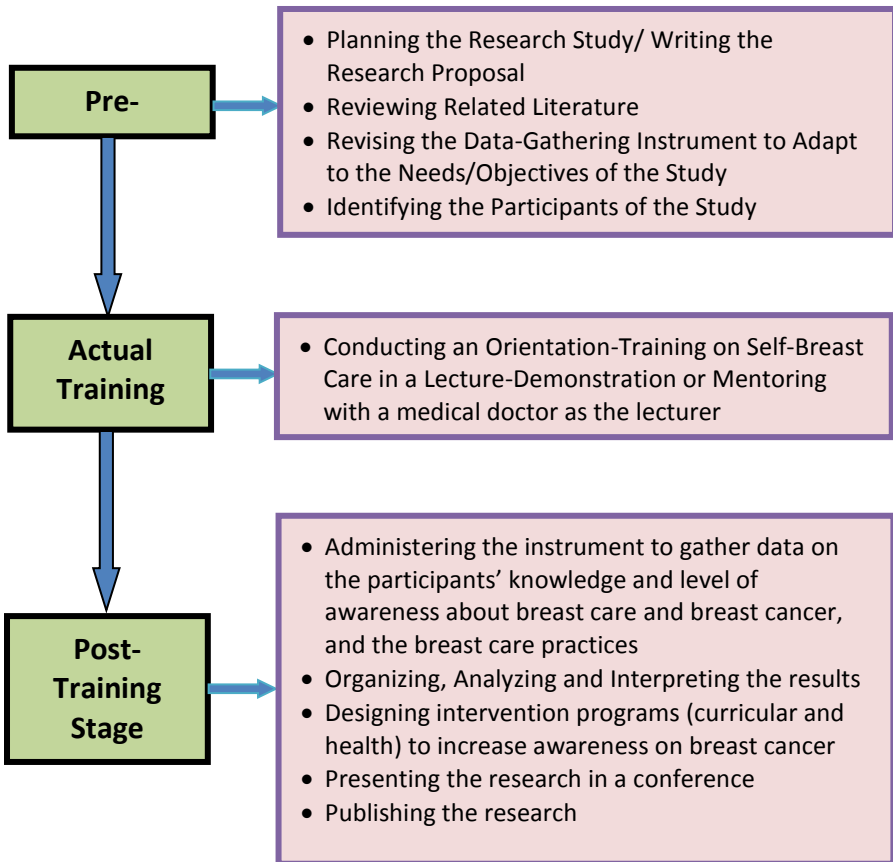 Pre-
• Planning the Research Study/ Writing the
Research Proposal
• Reviewing Related Literature
• Revising the Data-Gathering Instrument to Adapt
to the Needs/Objectives of the Study
• Identifying the Participants of the Study
Actual
Training
• Conducting an Orientation-Training on Self-Breast
Care in a Lecture-Demonstration or Mentoring
with a medical doctor as the lecturer
Post-
Training
Stage
• Administering the instrument to gather data on
the participants’ knowledge and level of
awareness about breast care and breast cancer,
and the breast care practices
• Organizing, Analyzing and Interpreting the results
• Designing intervention programs (curricular and
health) to increase awareness on breast cancer
• Presenting the research in a conference
• Publishing the research